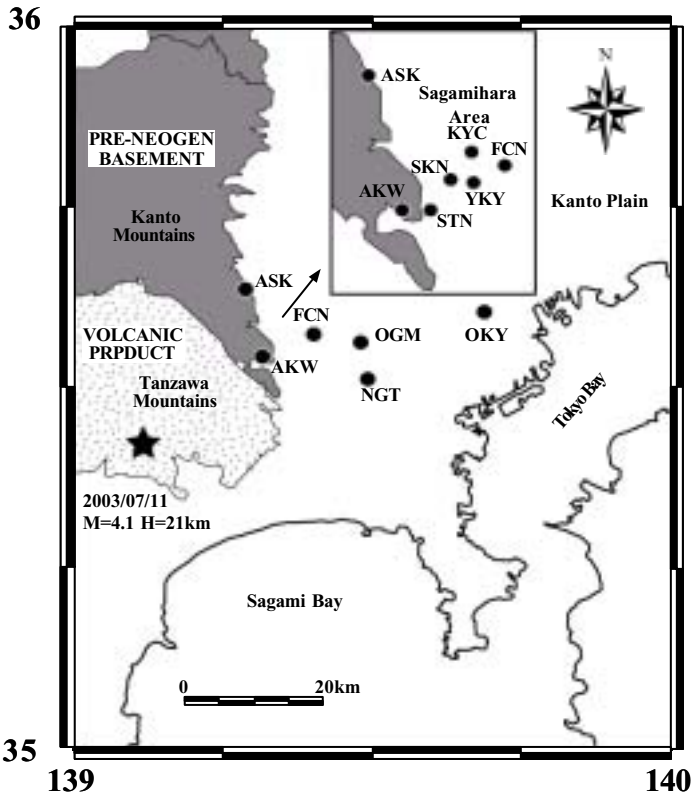 36
ASK
Sagamihara
Area
KYC
FCN
SKN
AKW
YKY
STN
N
PRE-NEOGEN
BASEMENT
Kanto
Mountains
Kanto Plain
ASK
FCN
OGM
OKY
AKW
NGT
VOLCANIC
PRPDUCT
Tanzawa
Mountains
Tokyo Bay
2003/07/11
M=4.1 H=21km
Sagami Bay
0 20km
35
139 140